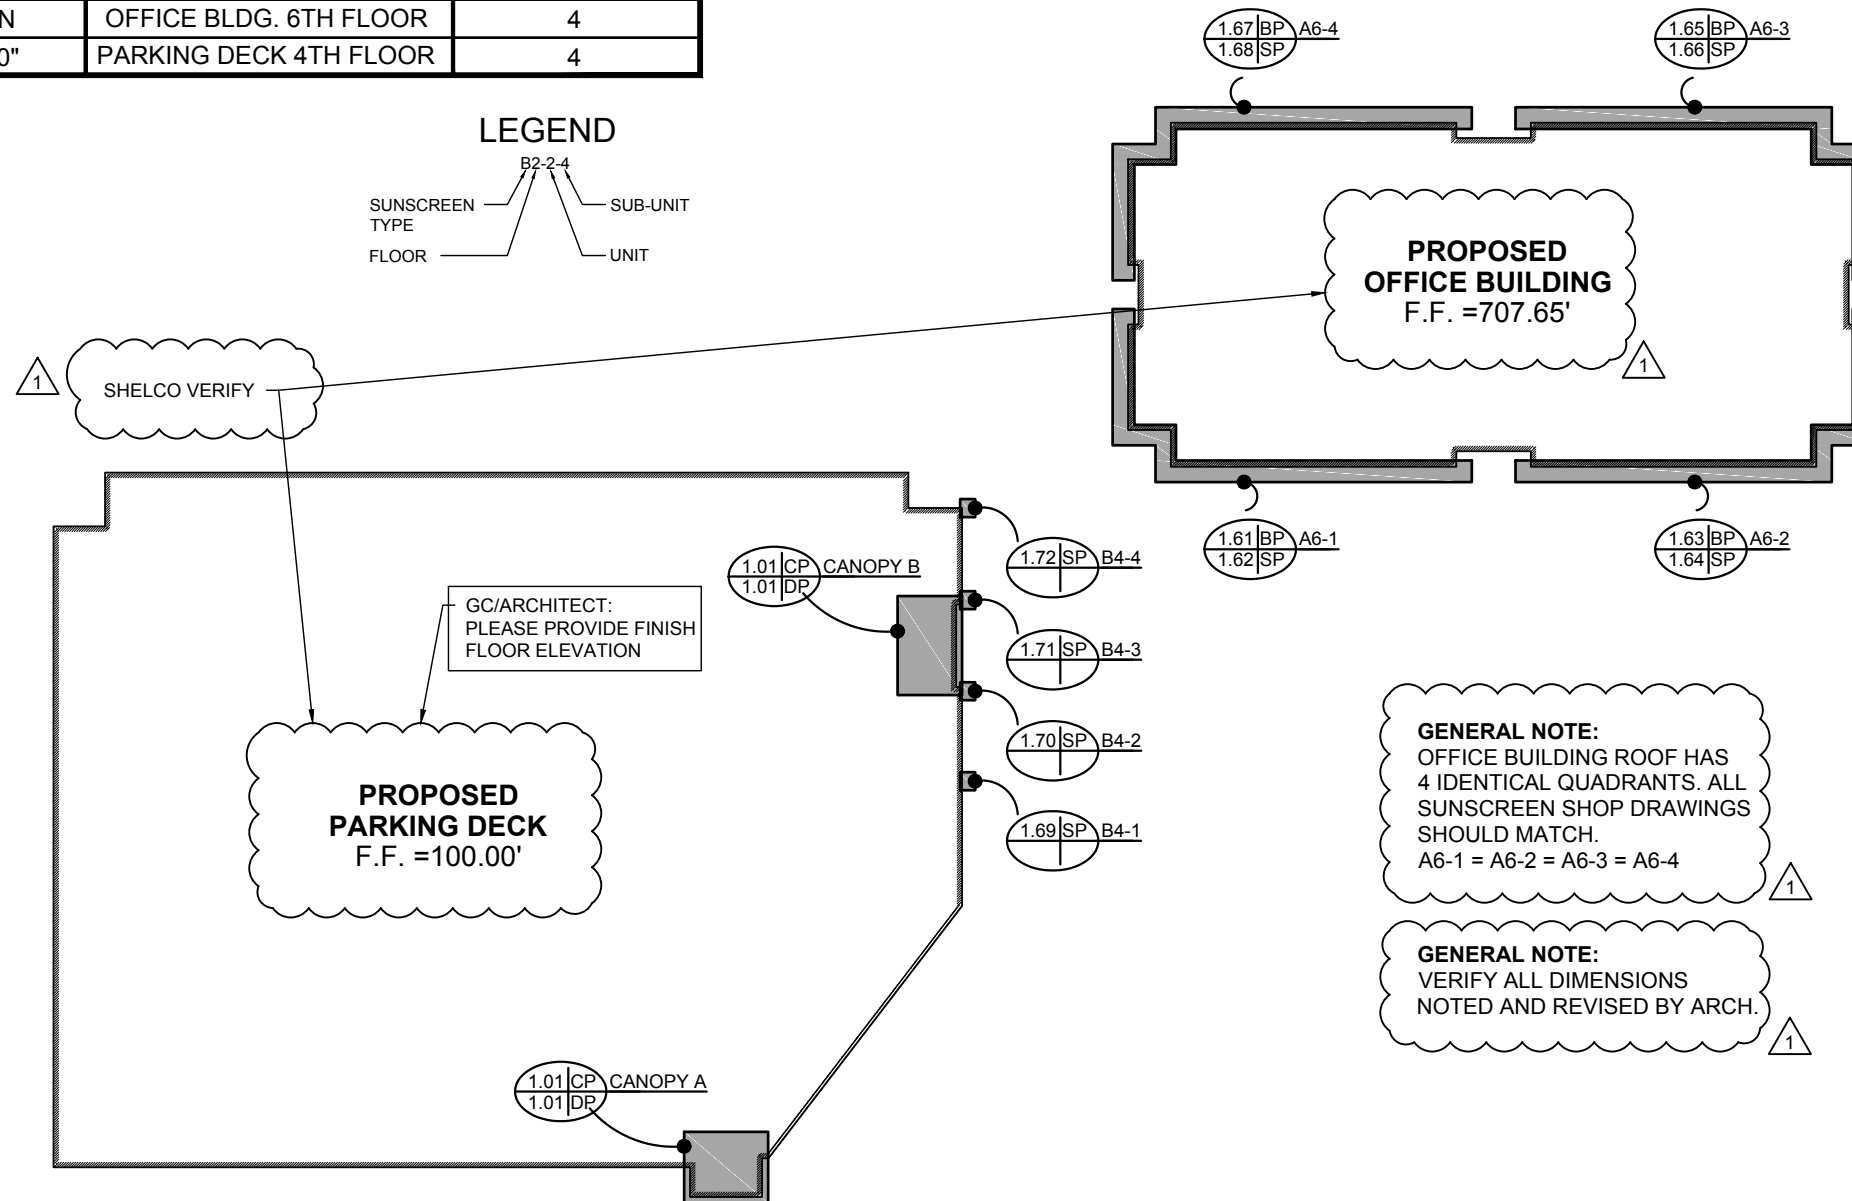 N OFFICE BLDG. 6TH FLOOR 4
0" PARKING DECK 4TH FLOOR 4
LEGEND
B2-2-4
SUNSCREEN
TYPE
SUB-UNIT
FLOOR
UNIT
1.67 BP A6-4
1.68 SP
1.65 BP A6-3
1.66 SP
PROPOSED
OFFICE BUILDING
F.F. =707.65'
1
1
SHELCO VERIFY
1.61 BP A6-1
1.62 SP
1.63 BP A6-2
1.64 SP
1.01 CP CANOPY B
1.01 DP
1.72 SP B4-4
1.71 SP B4-3
1.70 SP B4-2
1.69 SP B4-1
GC/ARCHITECT:
PLEASE PROVIDE FINISH
FLOOR ELEVATION
PROPOSED
PARKING DECK
F.F. =100.00'
GENERAL NOTE:
OFFICE BUILDING ROOF HAS
4 IDENTICAL QUADRANTS. ALL
SUNSCREEN SHOP DRAWINGS
SHOULD MATCH.
A6-1 = A6-2 = A6-3 = A6-4
1
GENERAL NOTE:
VERIFY ALL DIMENSIONS
NOTED AND REVISED BY ARCH.
1
1.01 CP CANOPY A
1.01 DP